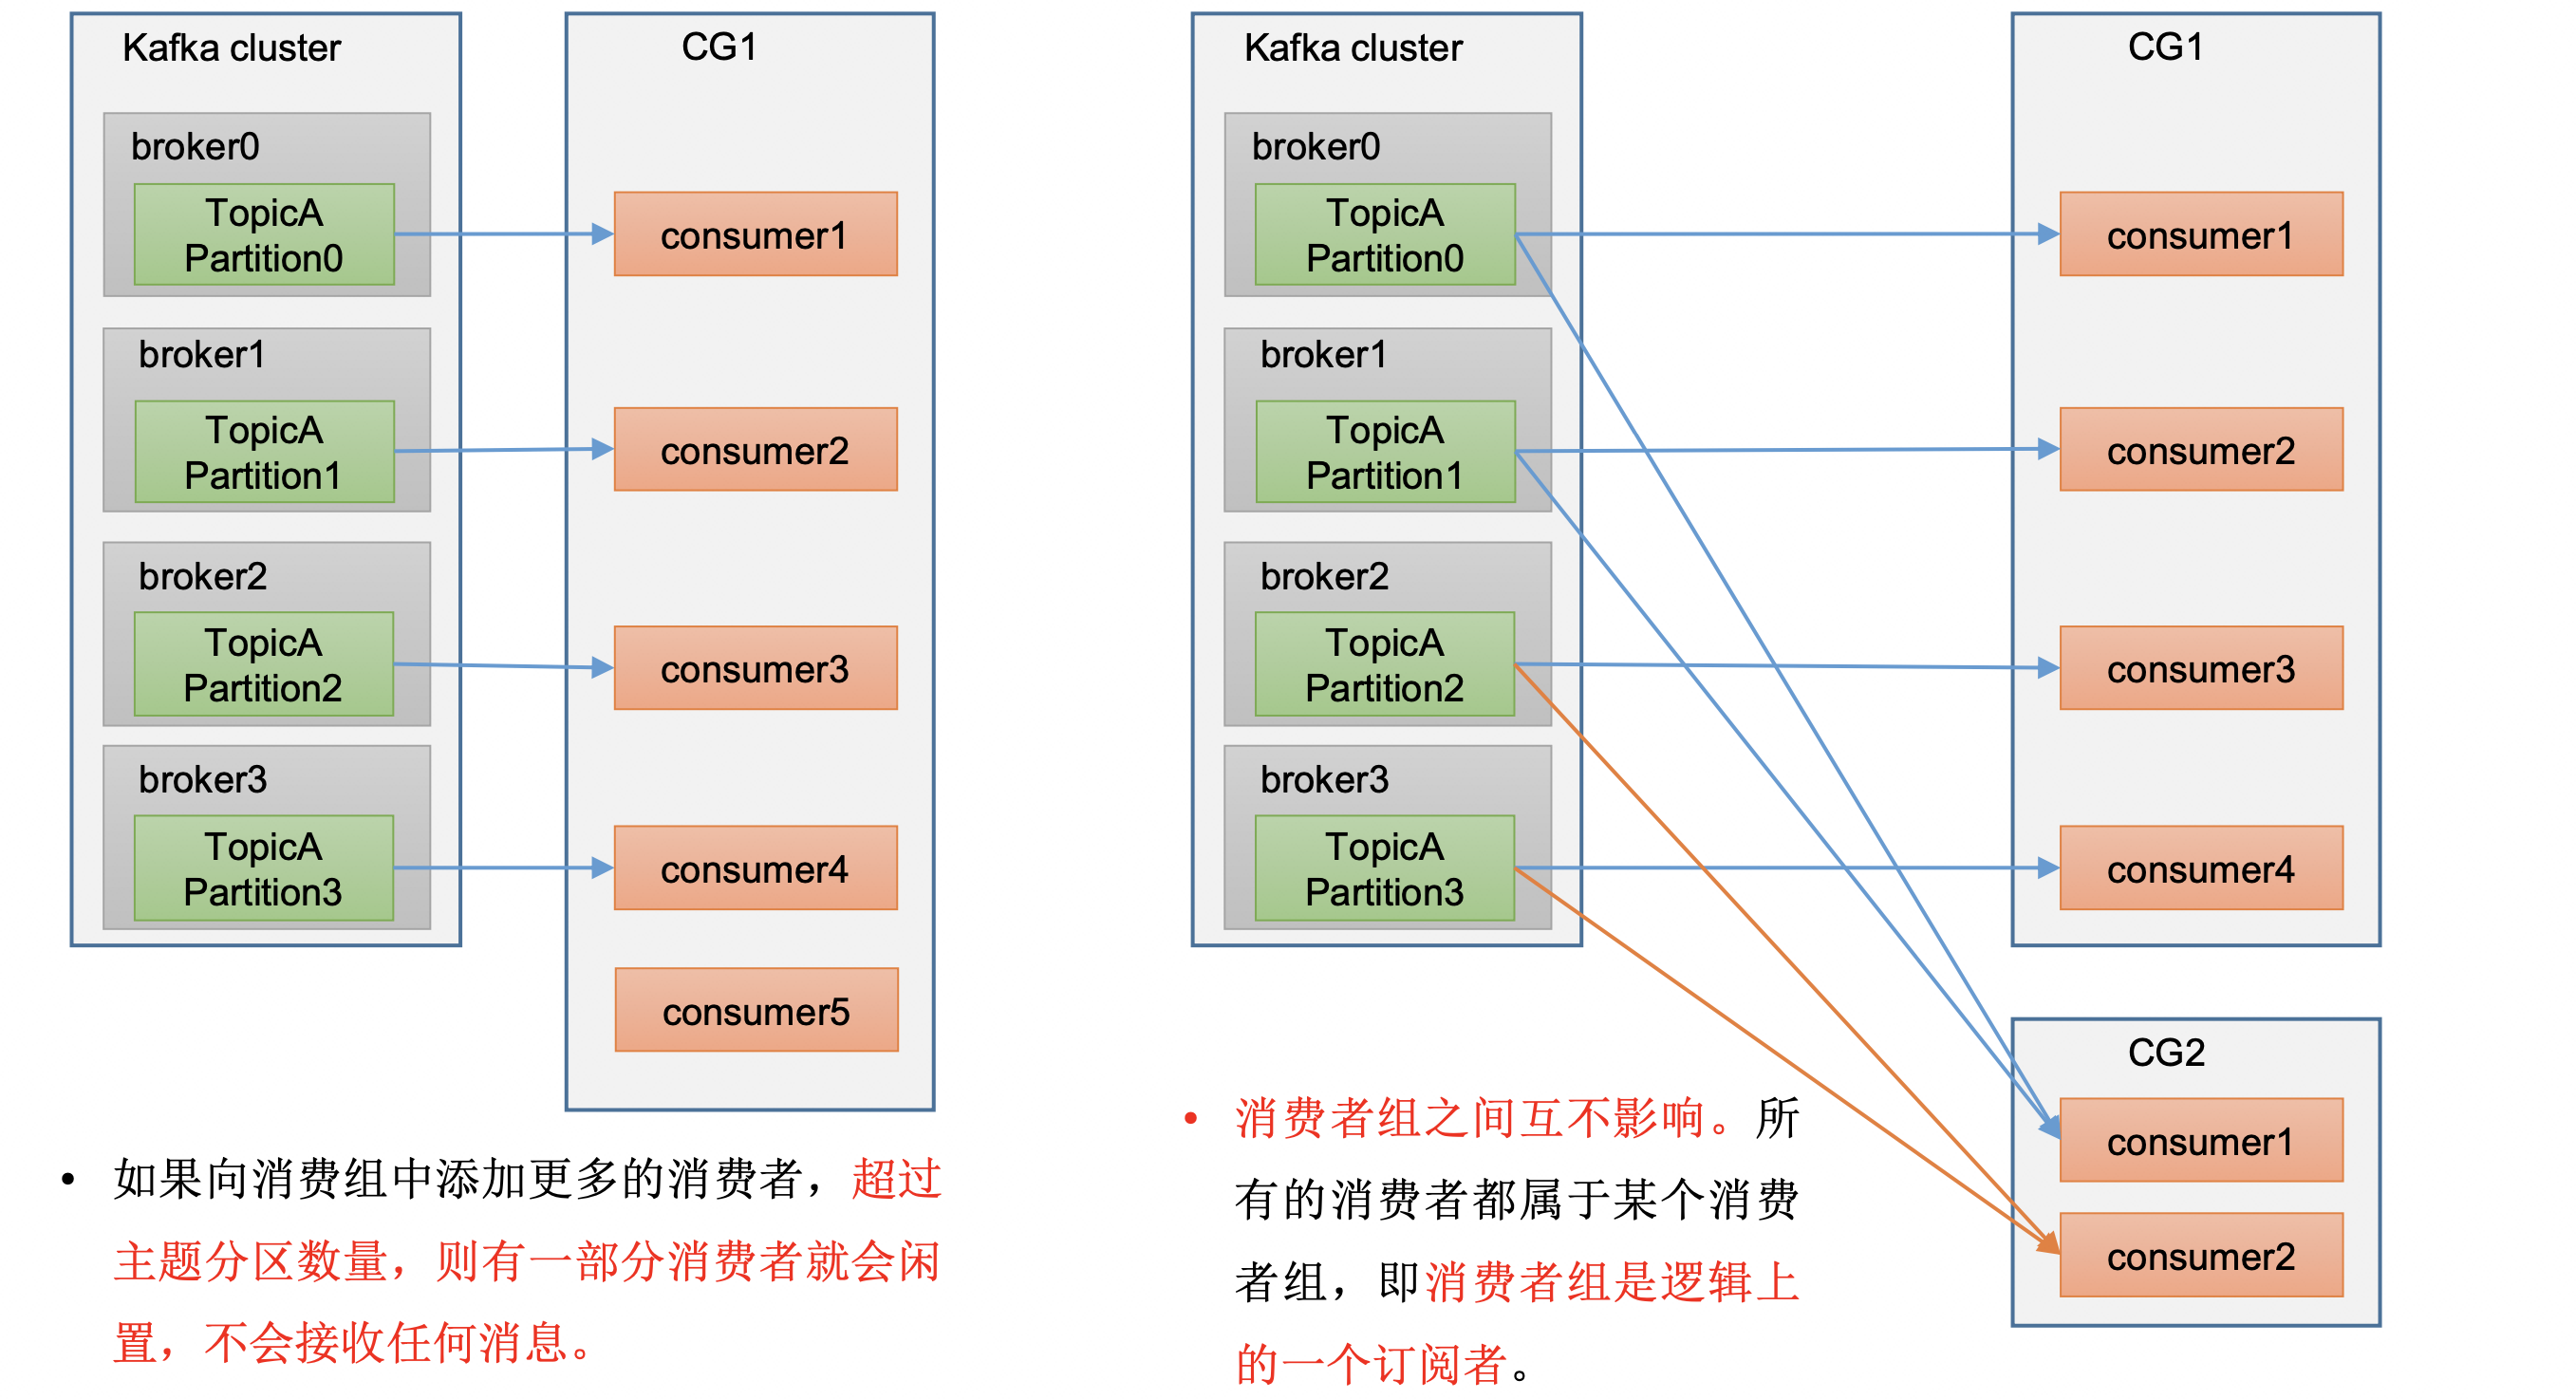 Kafka cluster
broker0
TopicA
Partition0
broker1
TopicA
Partition1
broker2
TopicA
Partition2
broker3
TopicA
Partition3
CG1
consumer1
consumer2
consumer3
consumer4
consumer5
• 如果向消费组中添加更多的消费者，超过
主题分区数量，则有一部分消费者就会闲
置，不会接收任何消息。
Kafka cluster
broker0
TopicA
Partition0
broker1
TopicA
Partition1
broker2
TopicA
Partition2
broker3
TopicA
Partition3
CG1
consumer1
consumer2
consumer3
consumer4
CG2
consumer1
consumer2
• 消费者组之间互不影响。所
有的消费者都属于某个消费
者组，即消费者组是逻辑上
的一个订阅者。